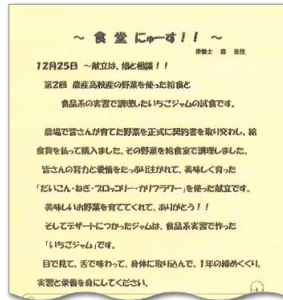 ～ 食 堂 にゅーす！！ ～
栄養士
12月25日 ～献立は、畑と相談！！
第2回 農産高校産の野菜を使った給食と
食品系の実習で調理したいちごジャムの試食です。
農場で皆さんが育てた野菜を正式に契約書を取り交わし、給
食費を払って購入ました。その野菜を給食室で調理しました。
皆さんの努力と愛情をたっぷり注がれて、美味しく育った
「だいこん・ねぎ・ブロッコリー・カリフラワー」を使った献立です。
美味しいお野菜を育ててくれて、ありがとう！！
そしてデザートにつかったジャムは、食品系実習で作った
「いちごジャム」です。
目で見て、舌で味わって、身体に取り込んで、1年の締めくくり、
実習と栄養を身にしてください。